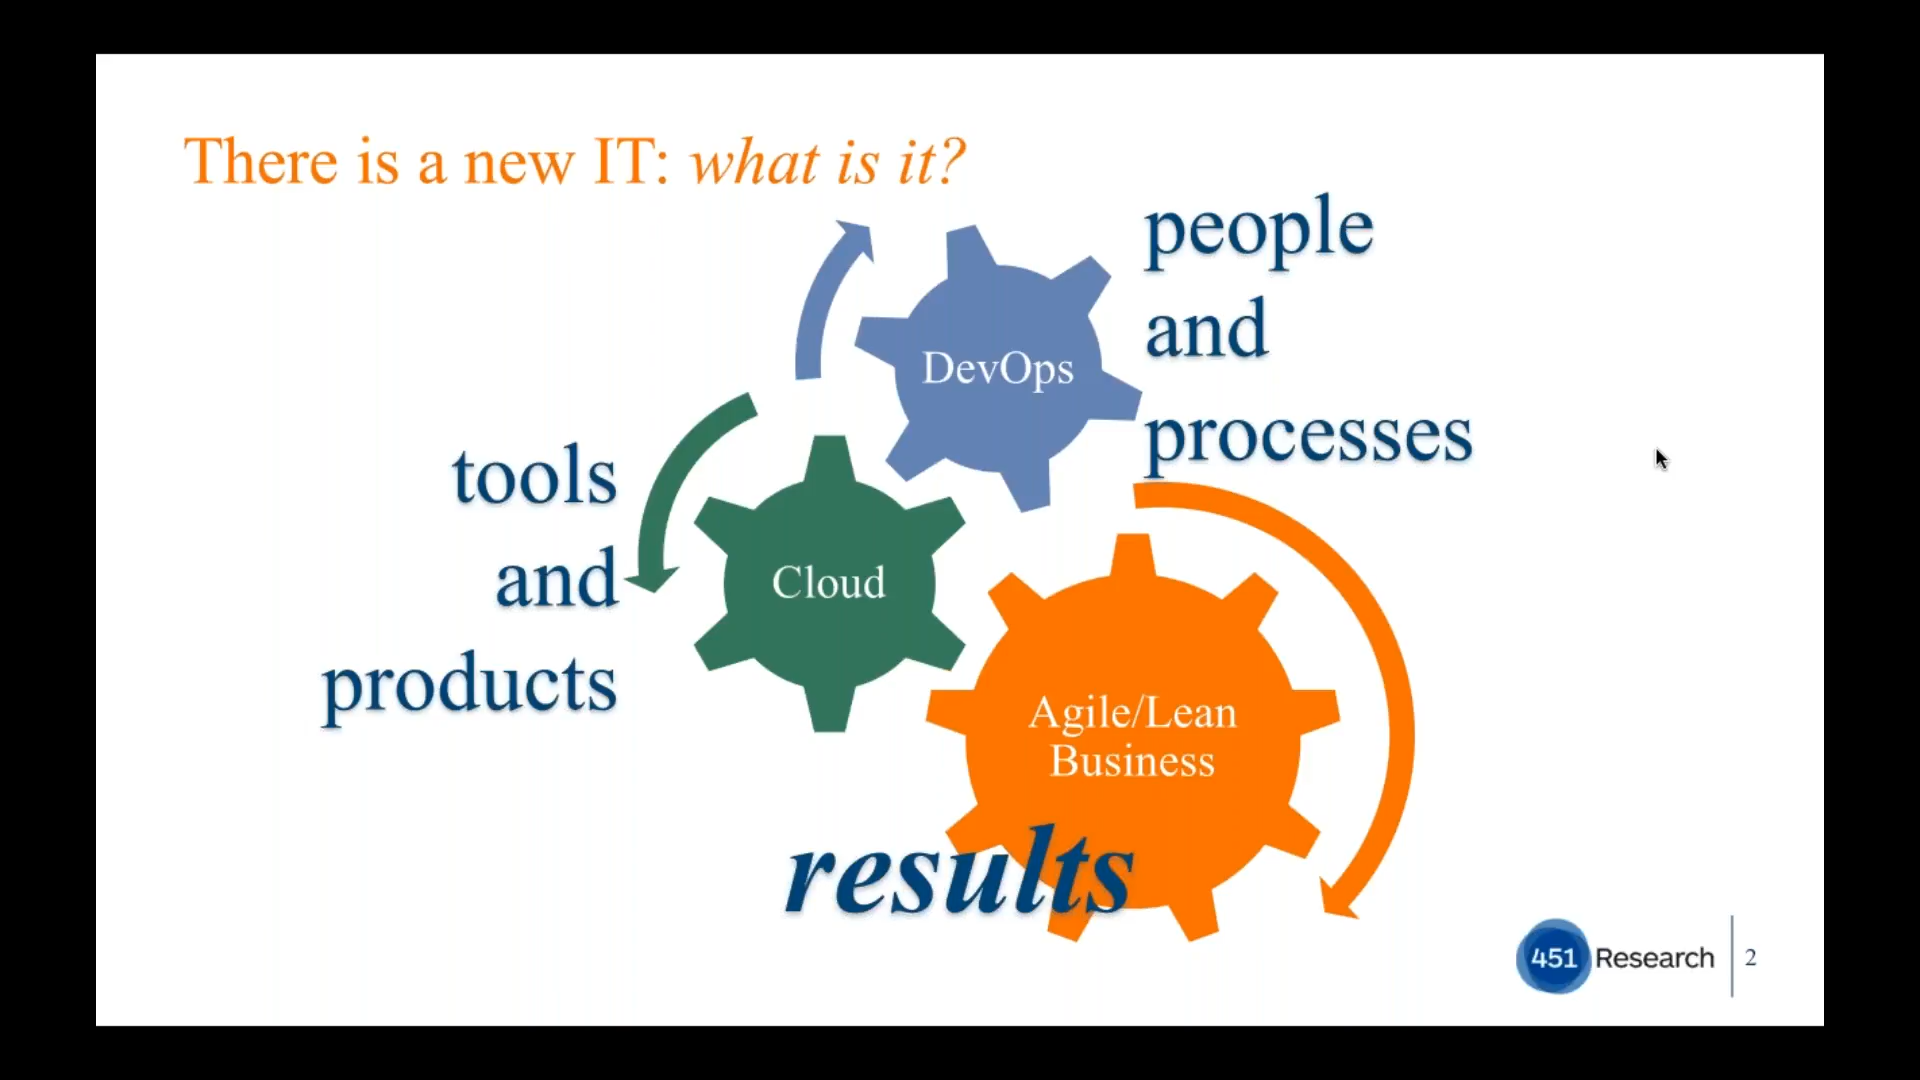 There is a new IT: what is it?
people
and
processes
DevOps
tools
and
products
Cloud
Agile/Lean
Business
results
451 Research
2